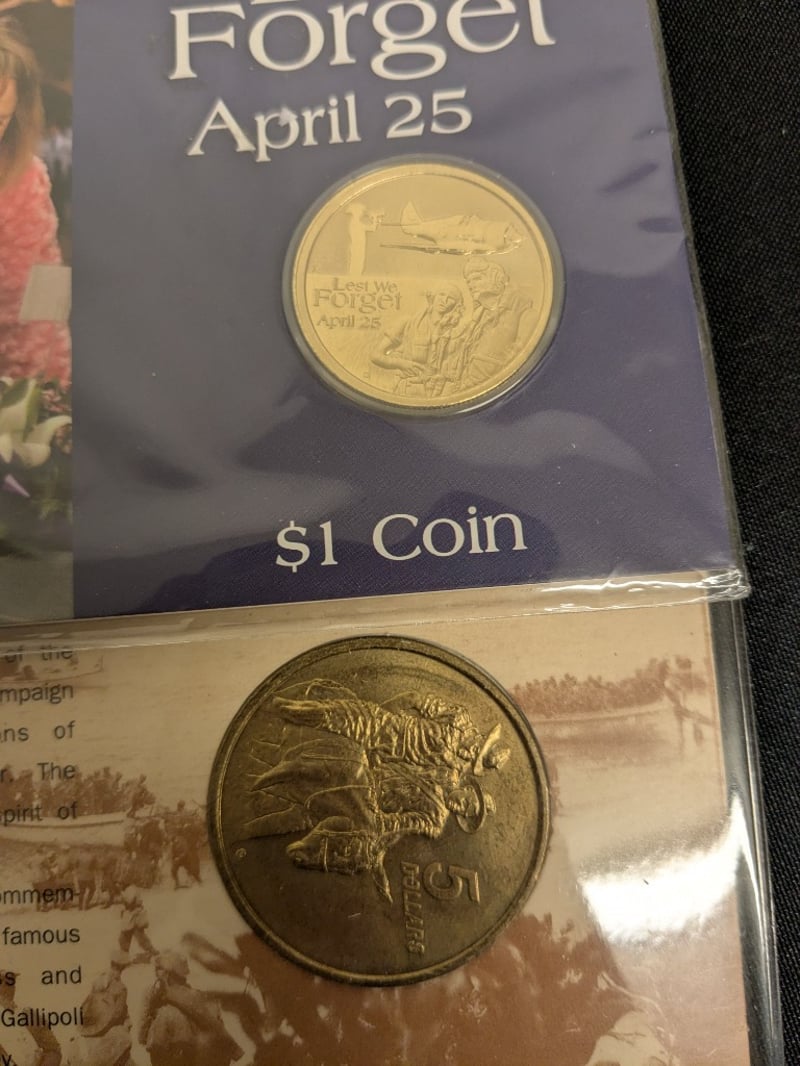 Forget
April 25
Lest We
Forget
April 25
$1 Coin
of the
mpaign
ns of
r. The
pirit of
ommem-
famous
ss and
Gallipoli
y.
5
DOLLARS